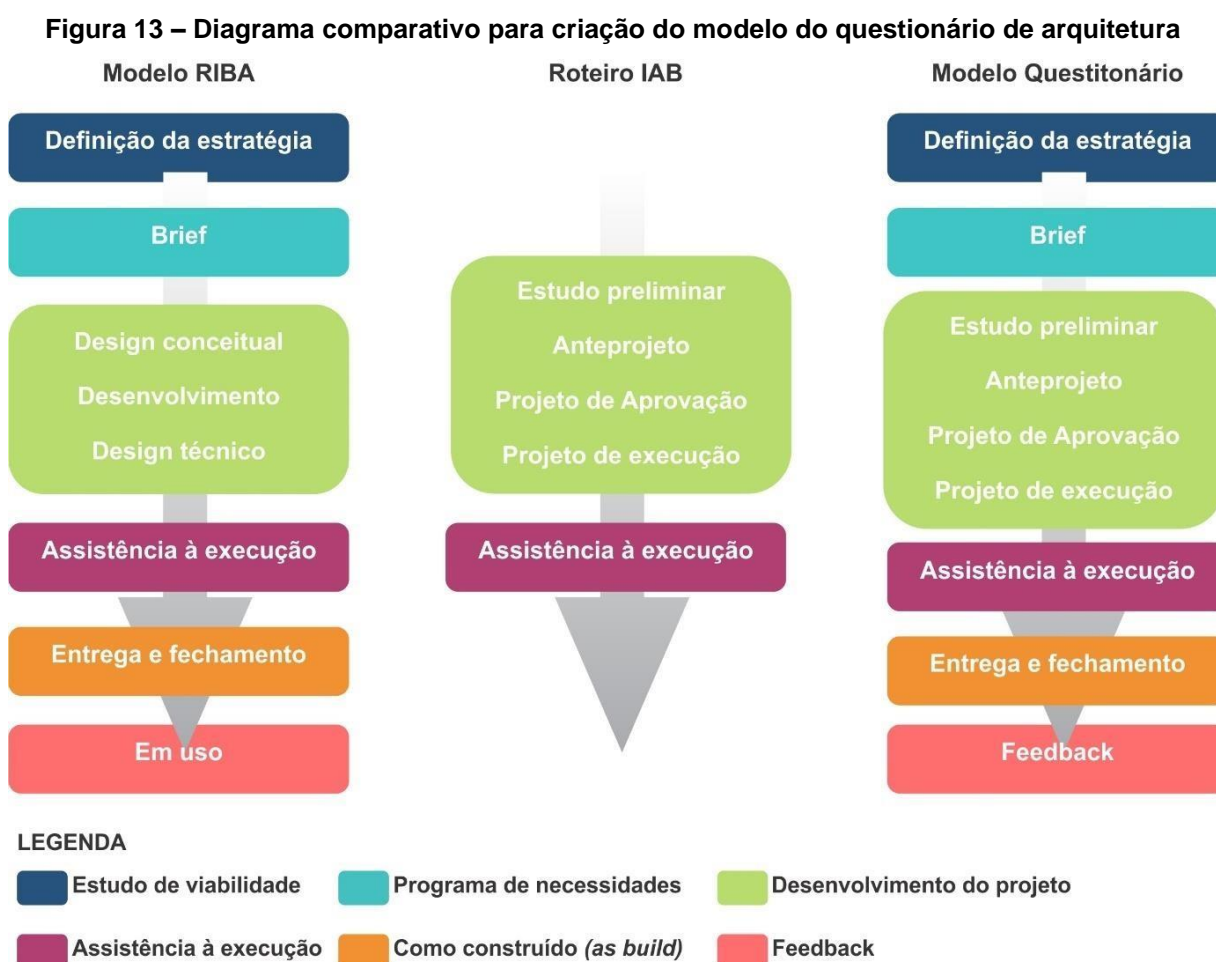 Figura 13 – Diagrama comparativo para criação do modelo do questionário de arquitetura
Modelo RIBA
Definição da estratégia
Brief
Design conceitual
Desenvolvimento
Design técnico
Assistência à execução
Entrega e fechamento
Em uso
Roteiro IAB
Estudo preliminar
Anteprojeto
Projeto de Aprovação
Projeto de execução
Assistência à execução
Modelo Questitonário
Definição da estratégia
Brief
Estudo preliminar
Anteprojeto
Projeto de Aprovação
Projeto de execução
Assistência à execução
Entrega e fechamento
Feedback
LEGENDA
Estudo de viabilidade
Programa de necessidades
Desenvolvimento do projeto
Assistência à execução
Como construído (as build)
Feedback